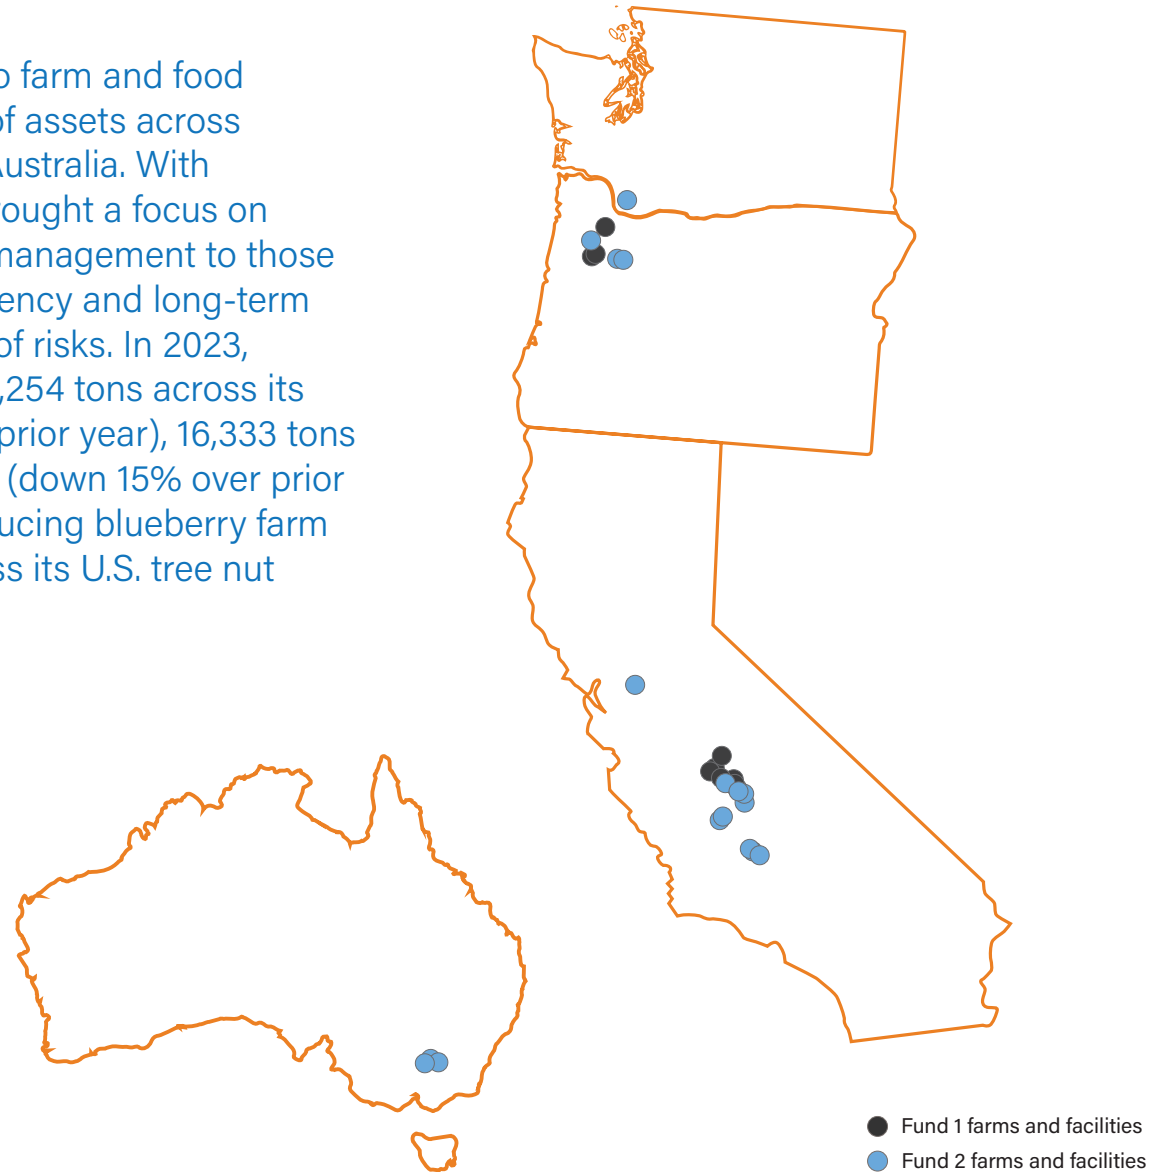 farm and food
of assets across
Australia. With
ought a focus on
management to those
ency and long-term
of risks. In 2023,
,254 tons across its
prior year), 16,333 tons
(down 15% over prior
ucing blueberry farm
ss its U.S. tree nut
Fund 1 farms and facilities
Fund 2 farms and facilities